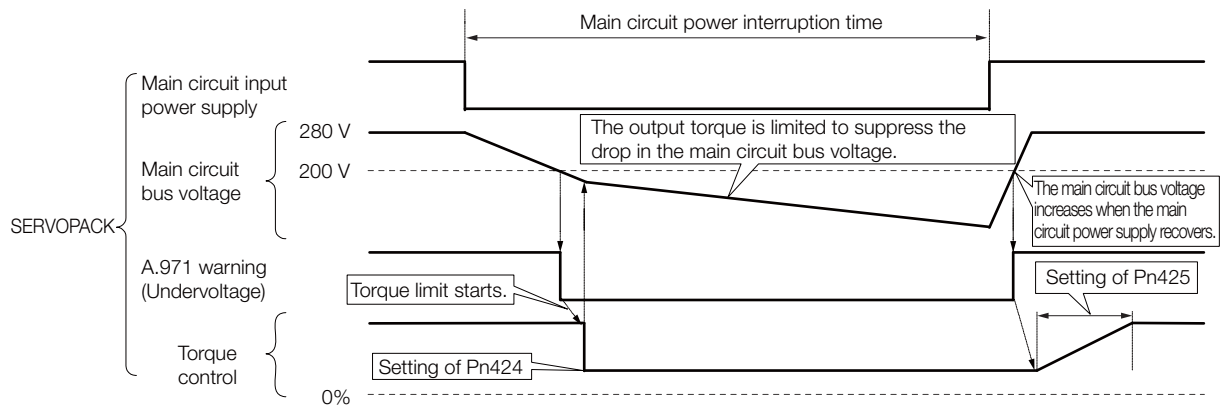 Main circuit power interruption time
Main circuit input
power supply
280 V
The output torque is limited to suppress the
drop in the main circuit bus voltage.
Main circuit
bus voltage
200 V
The main circuit bus voltage
increases when the main
circuit power supply recovers.
SERVOPACK
A.971 warning
(Undervoltage)
Torque limit starts.
Setting of Pn425
Torque
control
Setting of Pn424
0%